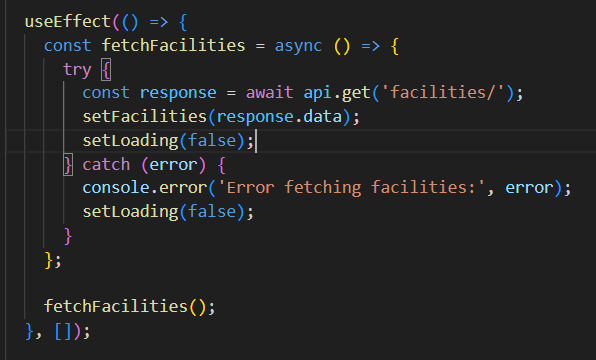 useEffect(() => {
  const fetchFacilities = async () => {
    try {
      const response = await api.get('facilities/');
      setFacilities(response.data);
      setLoading(false);
    } catch (error) {
      console.error('Error fetching facilities:', error);
      setLoading(false);
    }
  };

  fetchFacilities();
}, []);